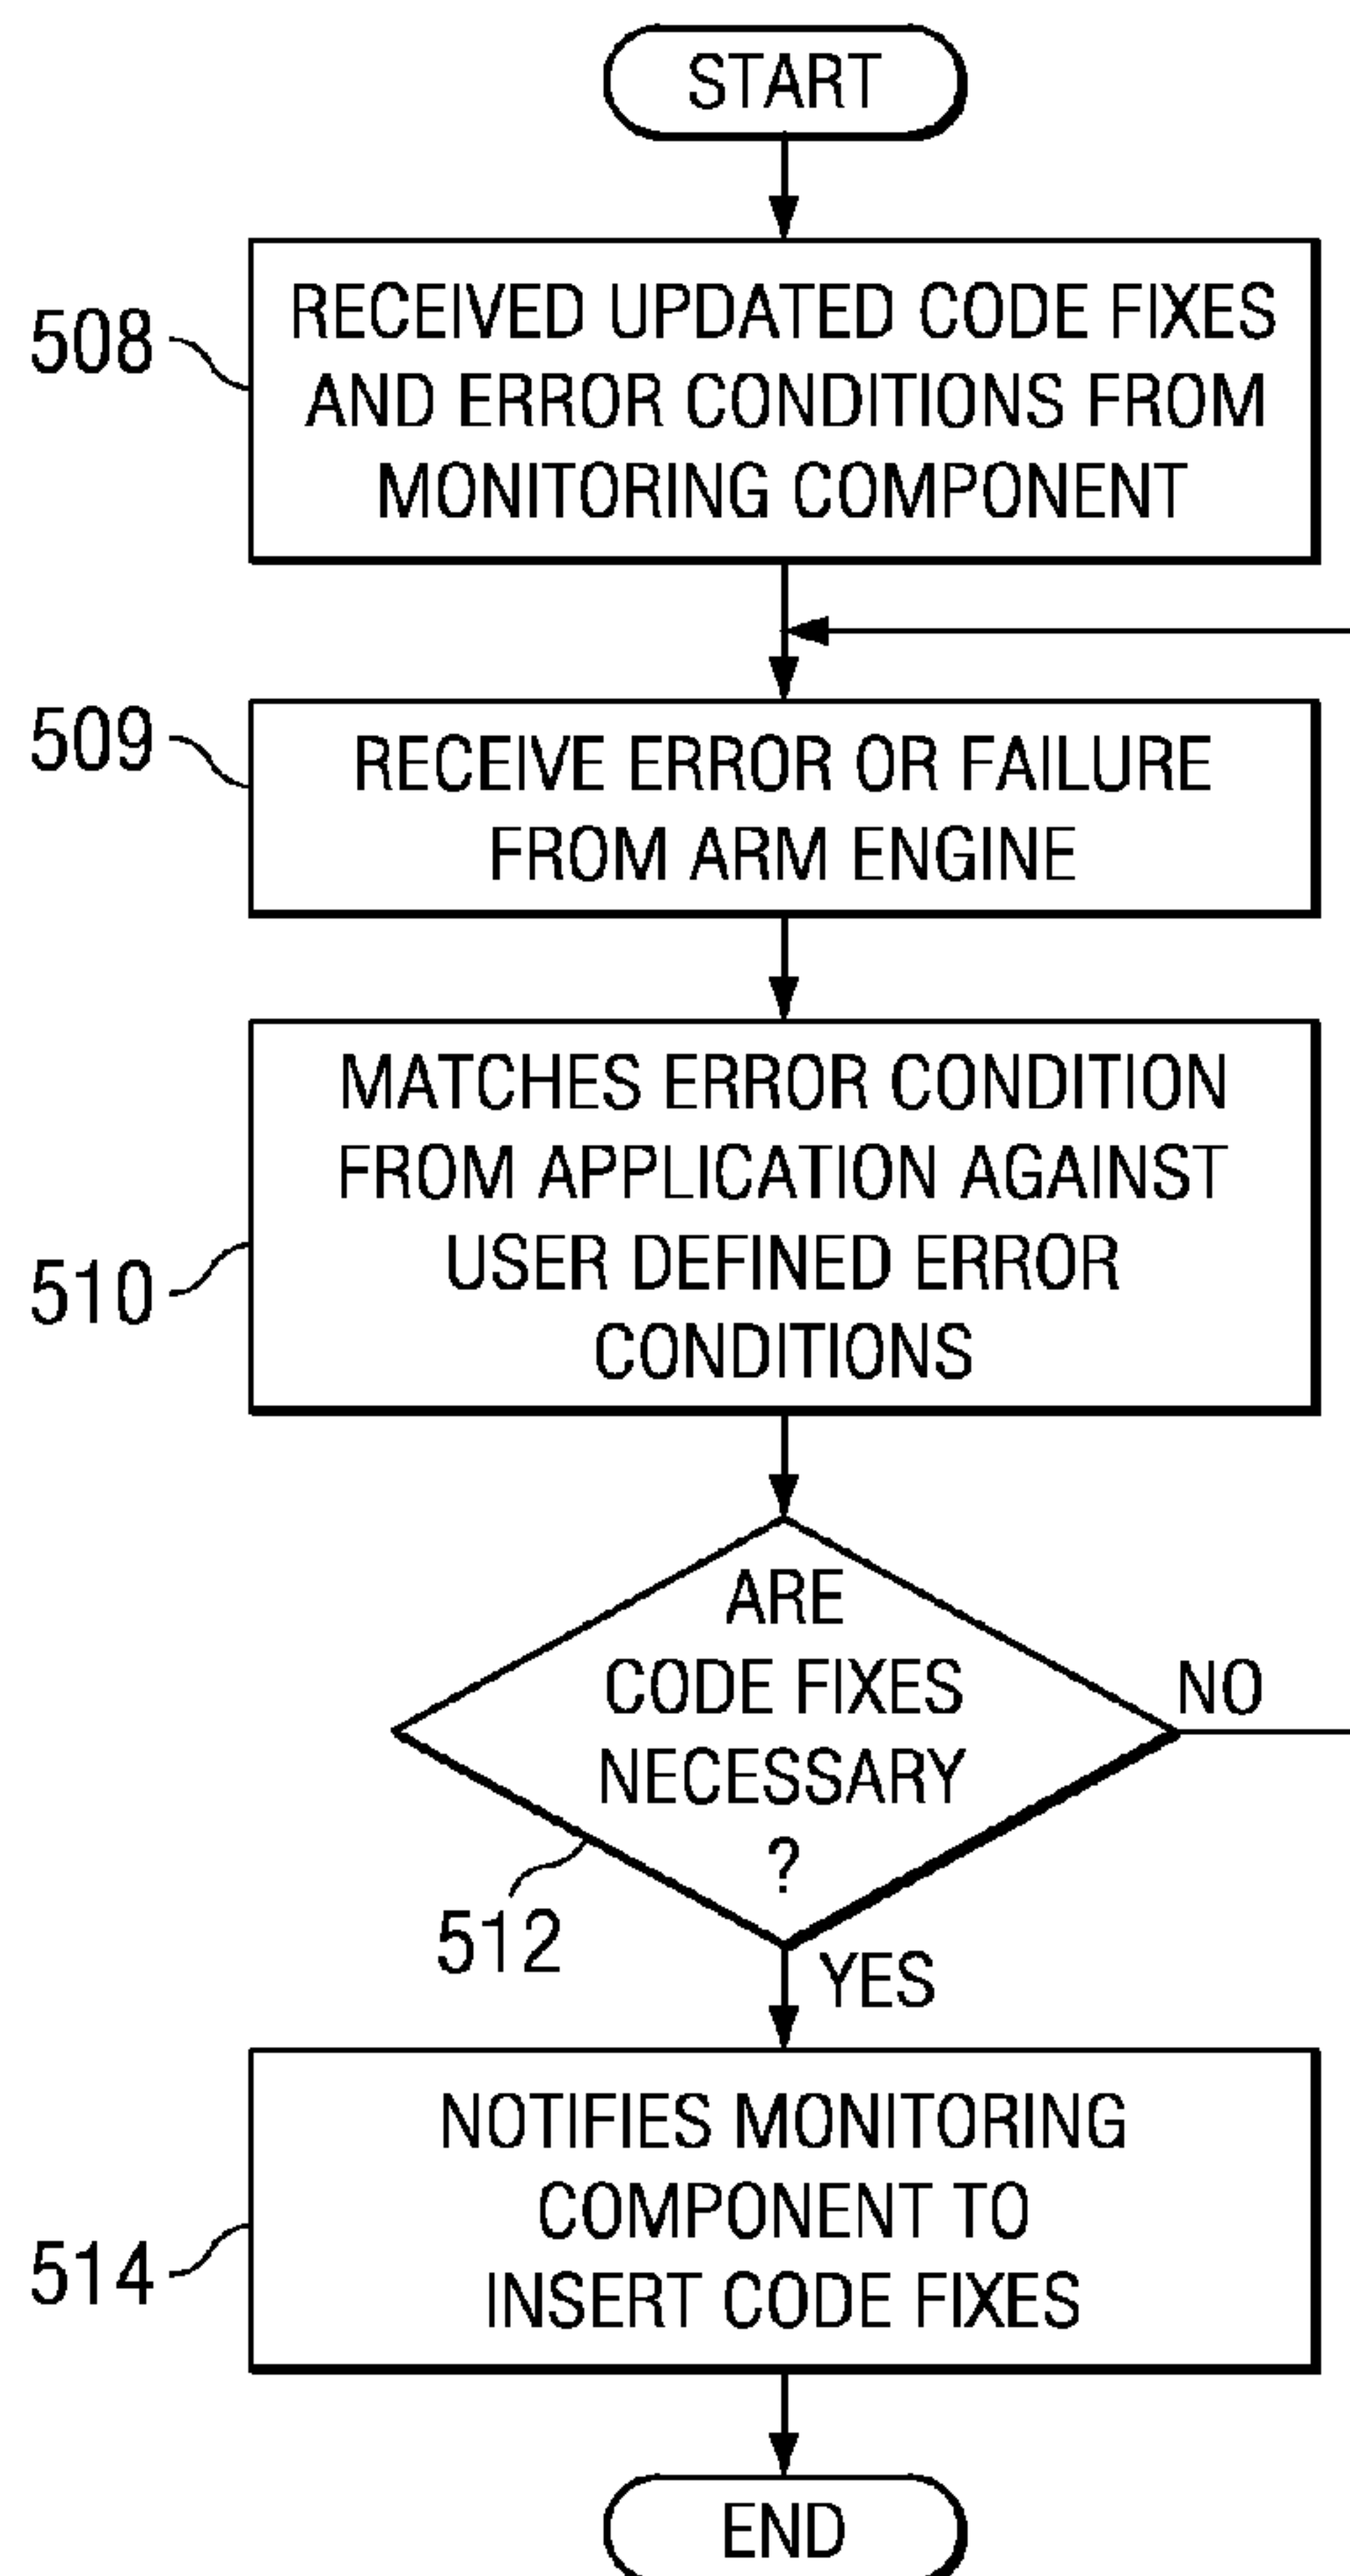 START
508
RECEIVED UPDATED CODE FIXES
AND ERROR CONDITIONS FROM
MONITORING COMPONENT
509
RECEIVE ERROR OR FAILURE
FROM ARM ENGINE
510
MATCHES ERROR CONDITION
FROM APPLICATION AGAINST
USER DEFINED ERROR
CONDITIONS
ARE
CODE FIXES
NECESSARY
?
NO
512
YES
514
NOTIFIES MONITORING
COMPONENT TO
INSERT CODE FIXES
END